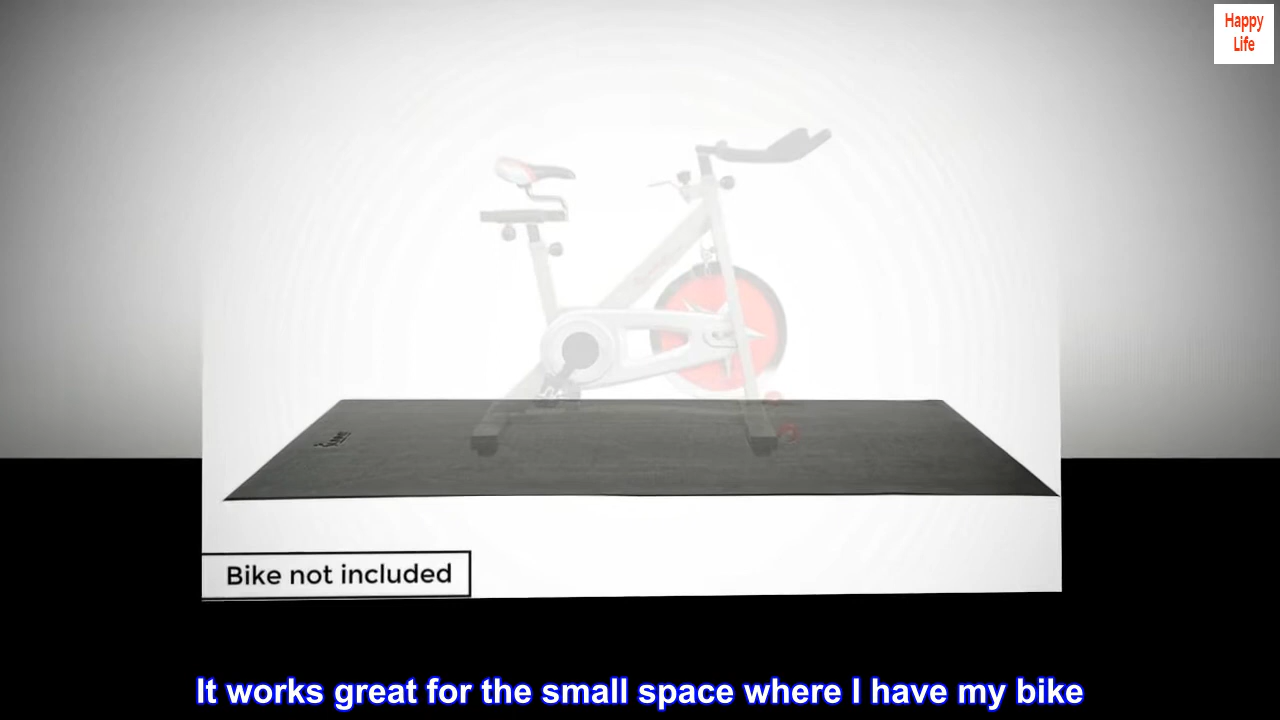 Happy
Life
Bike not included
It works great for the small space where I have my bike